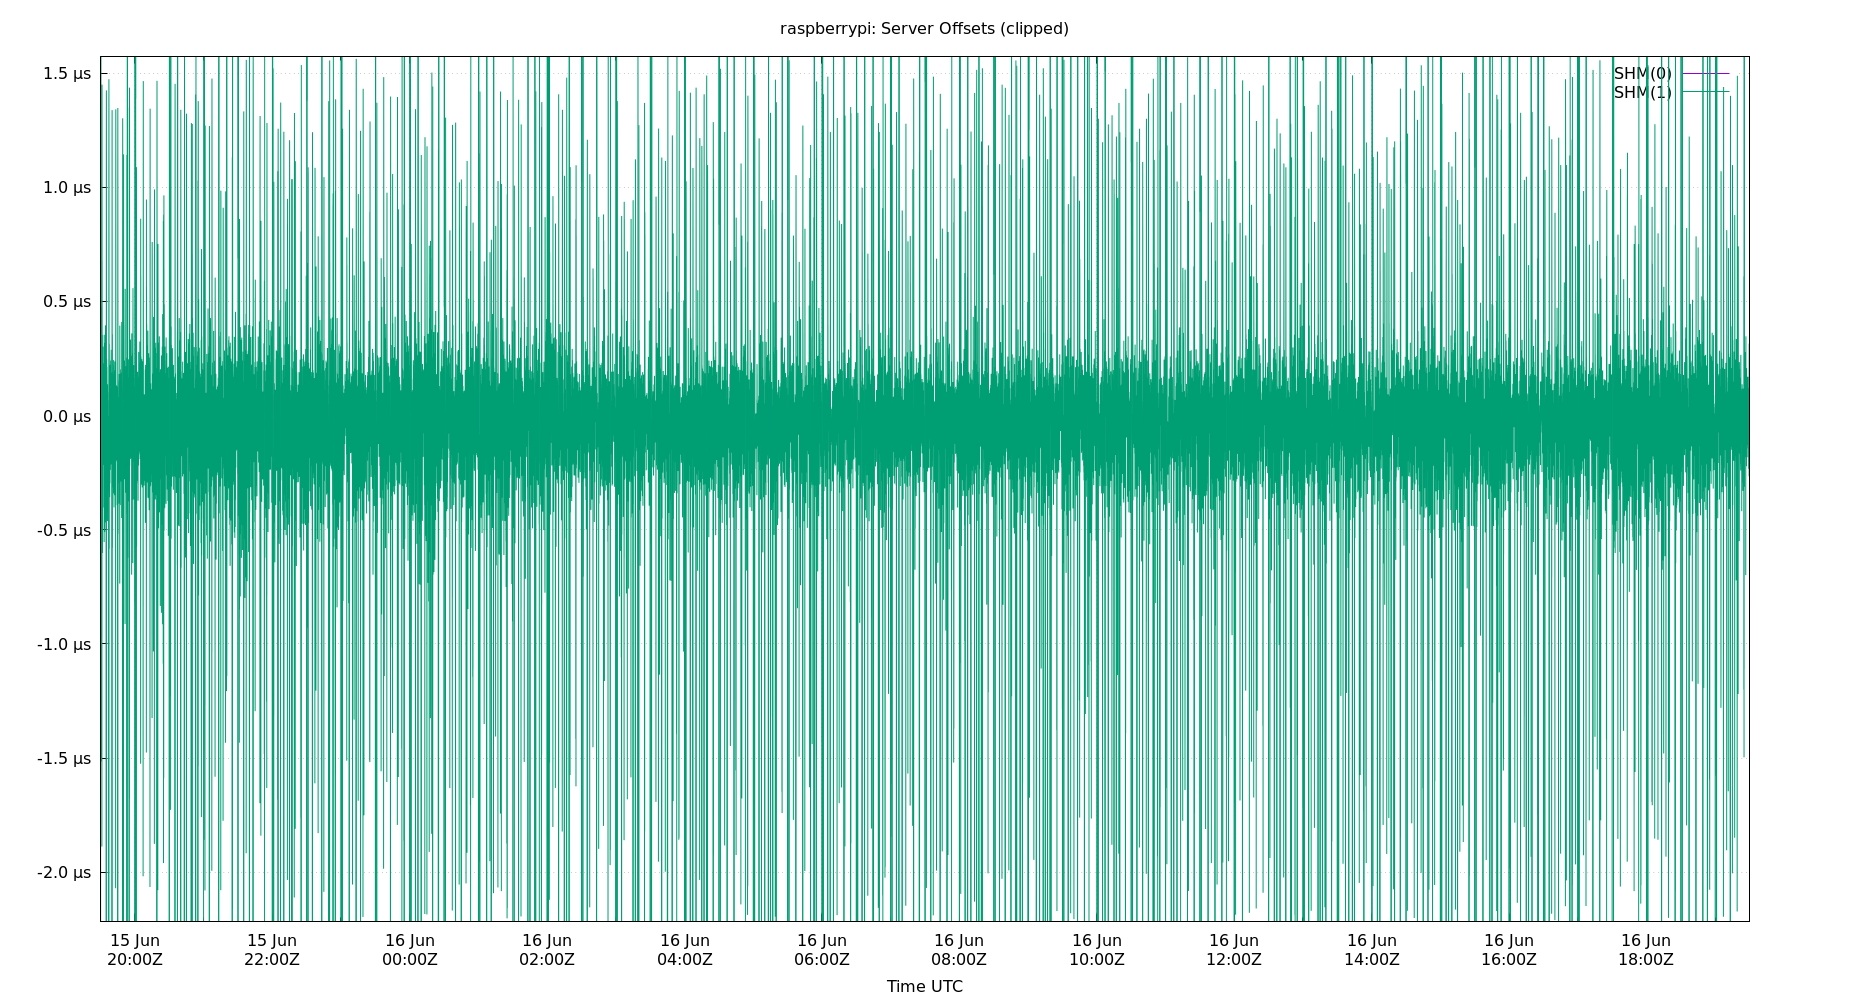 raspberrypi: Server Offsets (clipped)
1.5 µs
1.0 µs
0.5 µs
0.0 µs
-0.5 µs
-1.0 µs
-1.5 µs
-2.0 µs
SHM(0)
SHM(1)
15 Jun 15 Jun 16 Jun 16 Jun 16 Jun 16 Jun 16 Jun 16 Jun 16 Jun 16 Jun 16 Jun 16 Jun
20:00Z 22:00Z 00:00Z 02:00Z 04:00Z 06:00Z 08:00Z 10:00Z 12:00Z 14:00Z 16:00Z 18:00Z
Time UTC